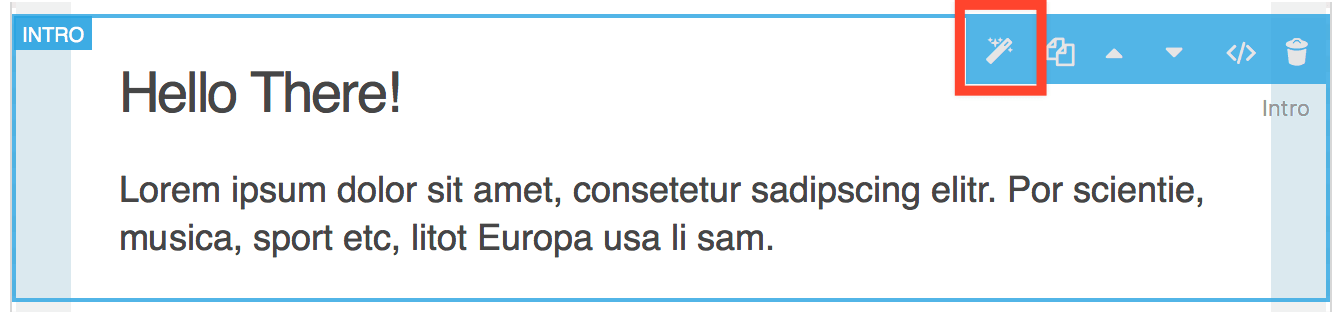 INTRO
Hello There!
Intro
Lorem ipsum dolor sit amet, consetetur sadipscing elitr. Por scientie,
musica, sport etc, litot Europa usa li sam.